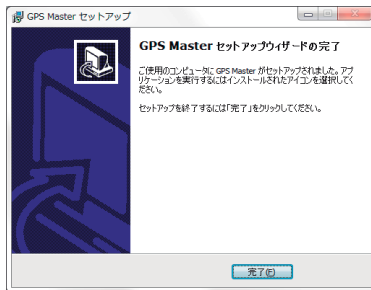 GPS Master セットアップ
GPS Master セットアップウィザードの完了
ご使用のコンピュータに GPS Master がセットアップされました。アプ
リケーションを実行するにはインストールされたアイコンを選択してく
ださい。
セットアップを終了するには「完了」をクリックしてください。
完了(F)